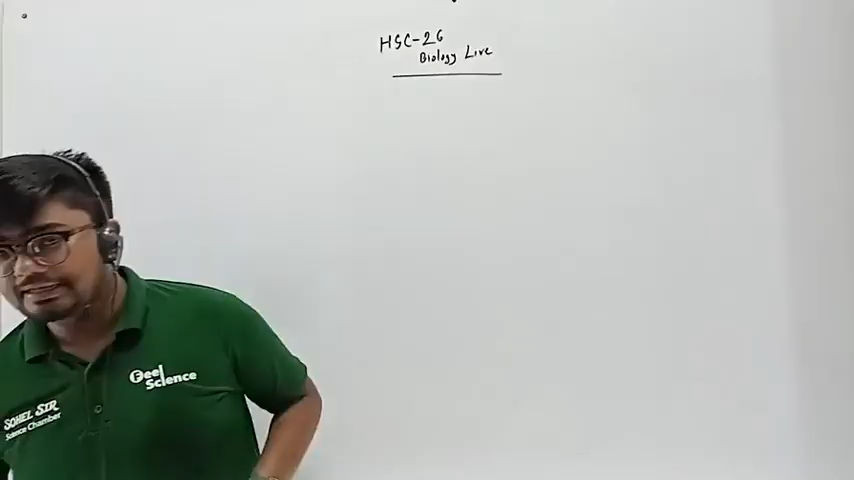 HSC-26
Biology Live
Feel
Science
SOHEL SIR
Science Chamber